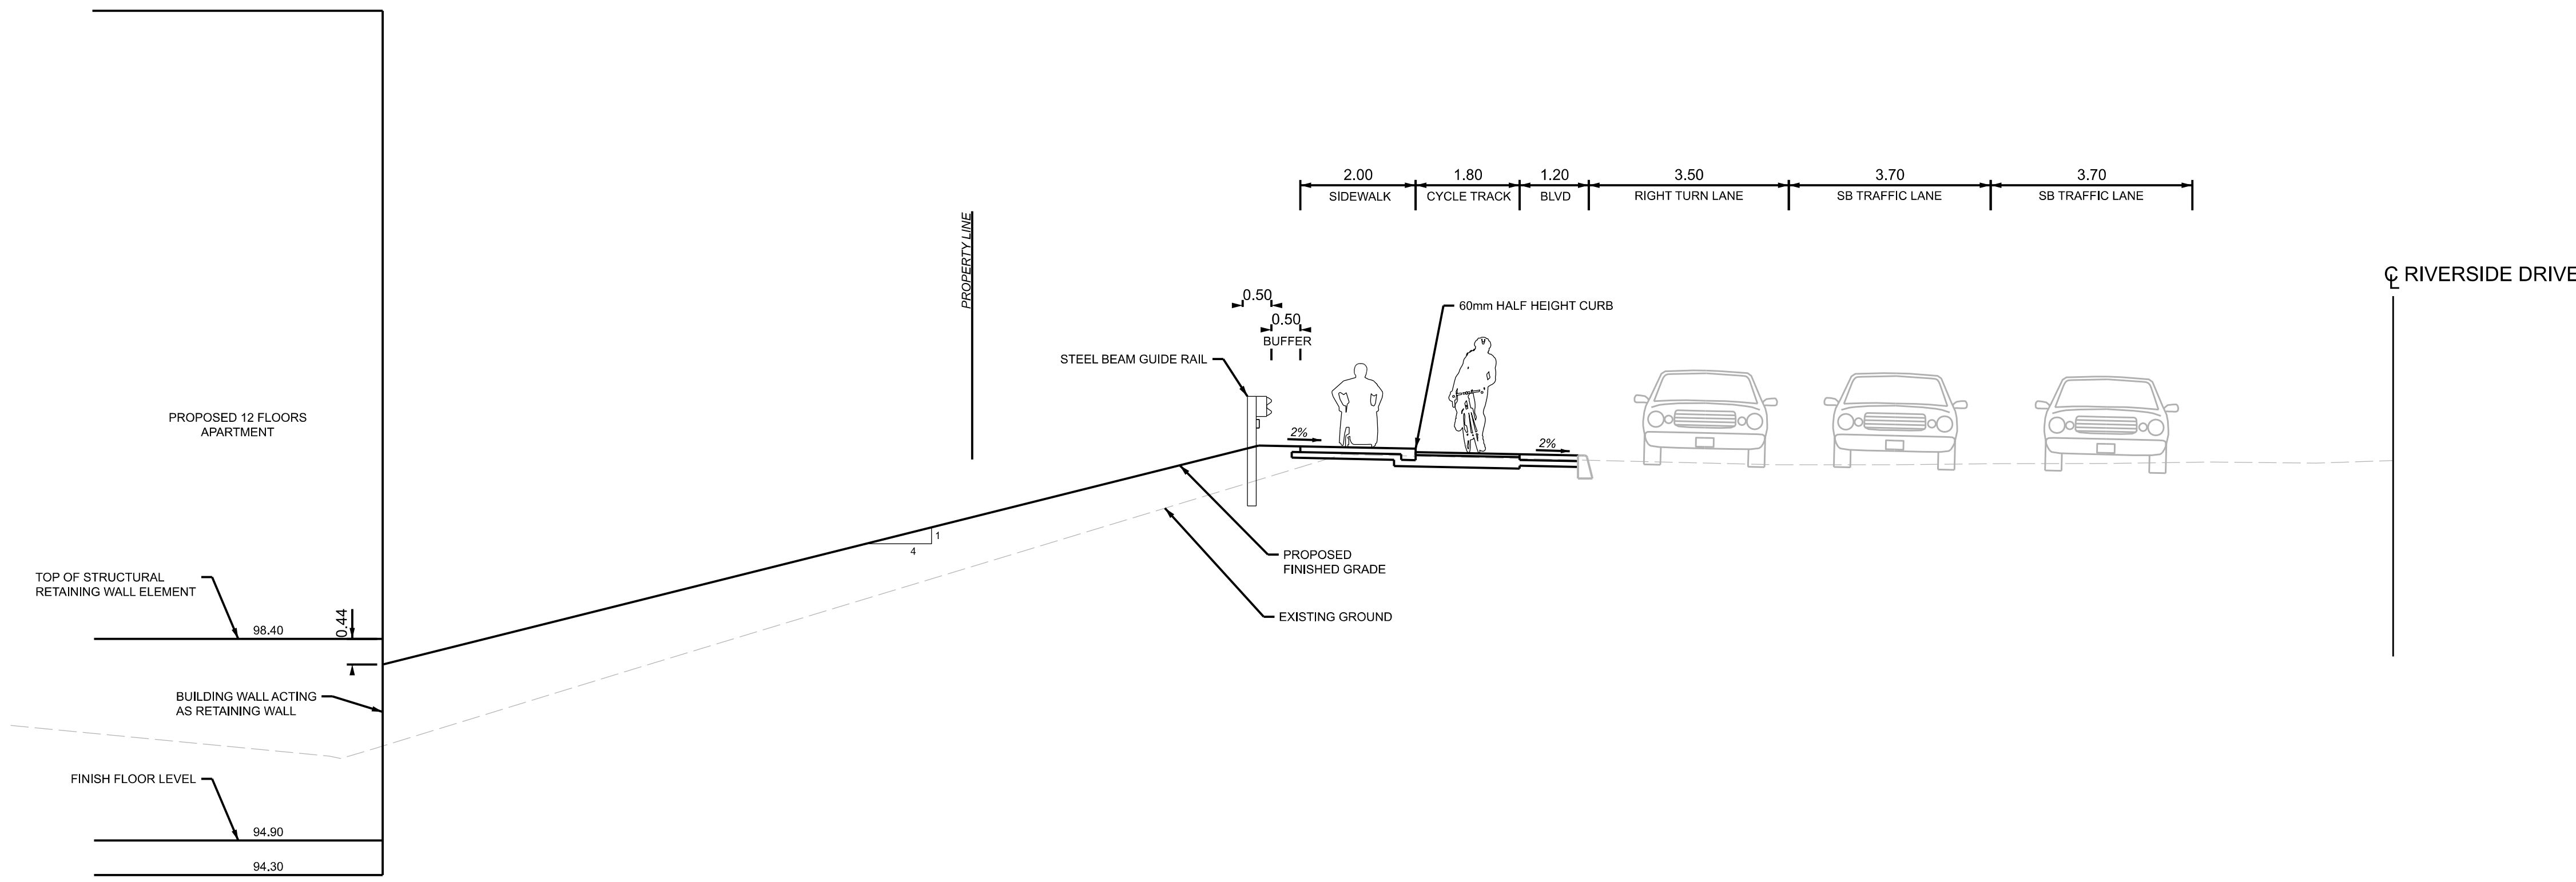 2.00
1.80
1.20
3.50
3.70
3.70
SIDEWALK
CYCLE TRACK
BLVD
RIGHT TURN LANE
SB TRAFFIC LANE
SB TRAFFIC LANE
PROPERTY LINE
℄ RIVERSIDE DRIVE
0.50
0.50
BUFFER
60mm HALF HEIGHT CURB
STEEL BEAM GUIDE RAIL
PROPOSED 12 FLOORS
APARTMENT
2%
2%
1
4
PROPOSED
FINISHED GRADE
EXISTING GROUND
TOP OF STRUCTURAL
RETAINING WALL ELEMENT
98.40
0.44
BUILDING WALL ACTING
AS RETAINING WALL
FINISH FLOOR LEVEL
94.90
94.30